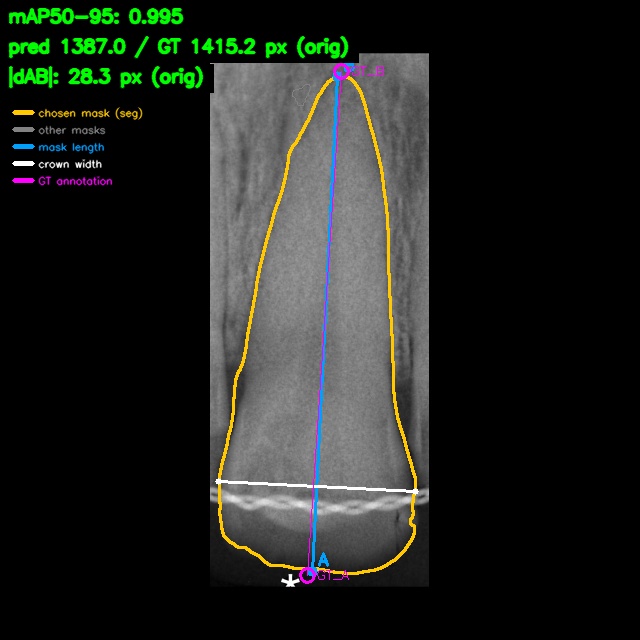 mAP50-95: 0.995
pred 1387.0 / GT 1415.2 px (orig)
|dAB|: 28.3 px (orig)
chosen mask (seg)
other masks
mask length
crown width
GT annotation
A
GT_A